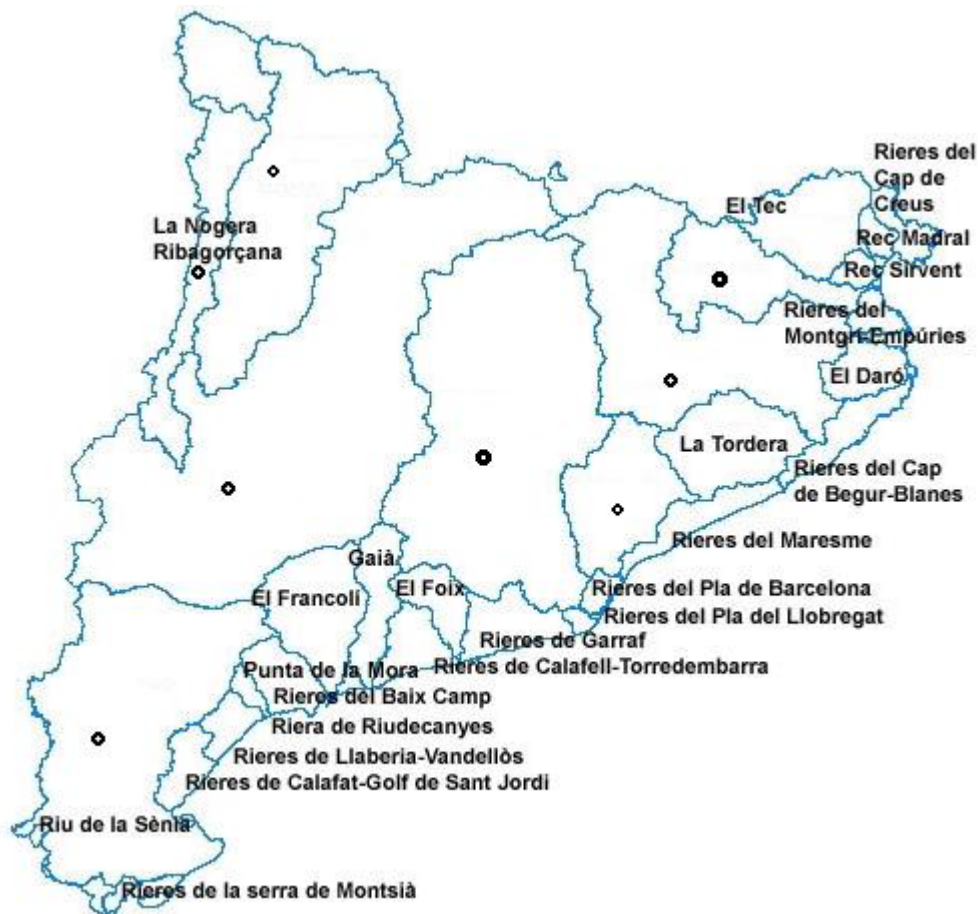 Rieres del
Cap de
Creus
El Tec
La Nogera
Ribagorçana
Rec Madral
Rec Sirvent
Rieres del
Montgrí-Empúries
El Daró
La Tordera
Rieres del Cap
de Begur-Blanes
Rieres del Maresme
Gaià
El Foix
El Francolí
Rieres del Pla de Barcelona
Rieres del Pla del Llobregat
Rieres de Garraf
Rieres de Calafell-Torredembarra
Punta de la Mora
Rieres del Baix Camp
Riera de Riudecanyes
Rieres de Llaberia-Vandellòs
Rieres de Calafat-Golf de Sant Jordi
Riu de la Sènia
Rieres de la serra de Montsià